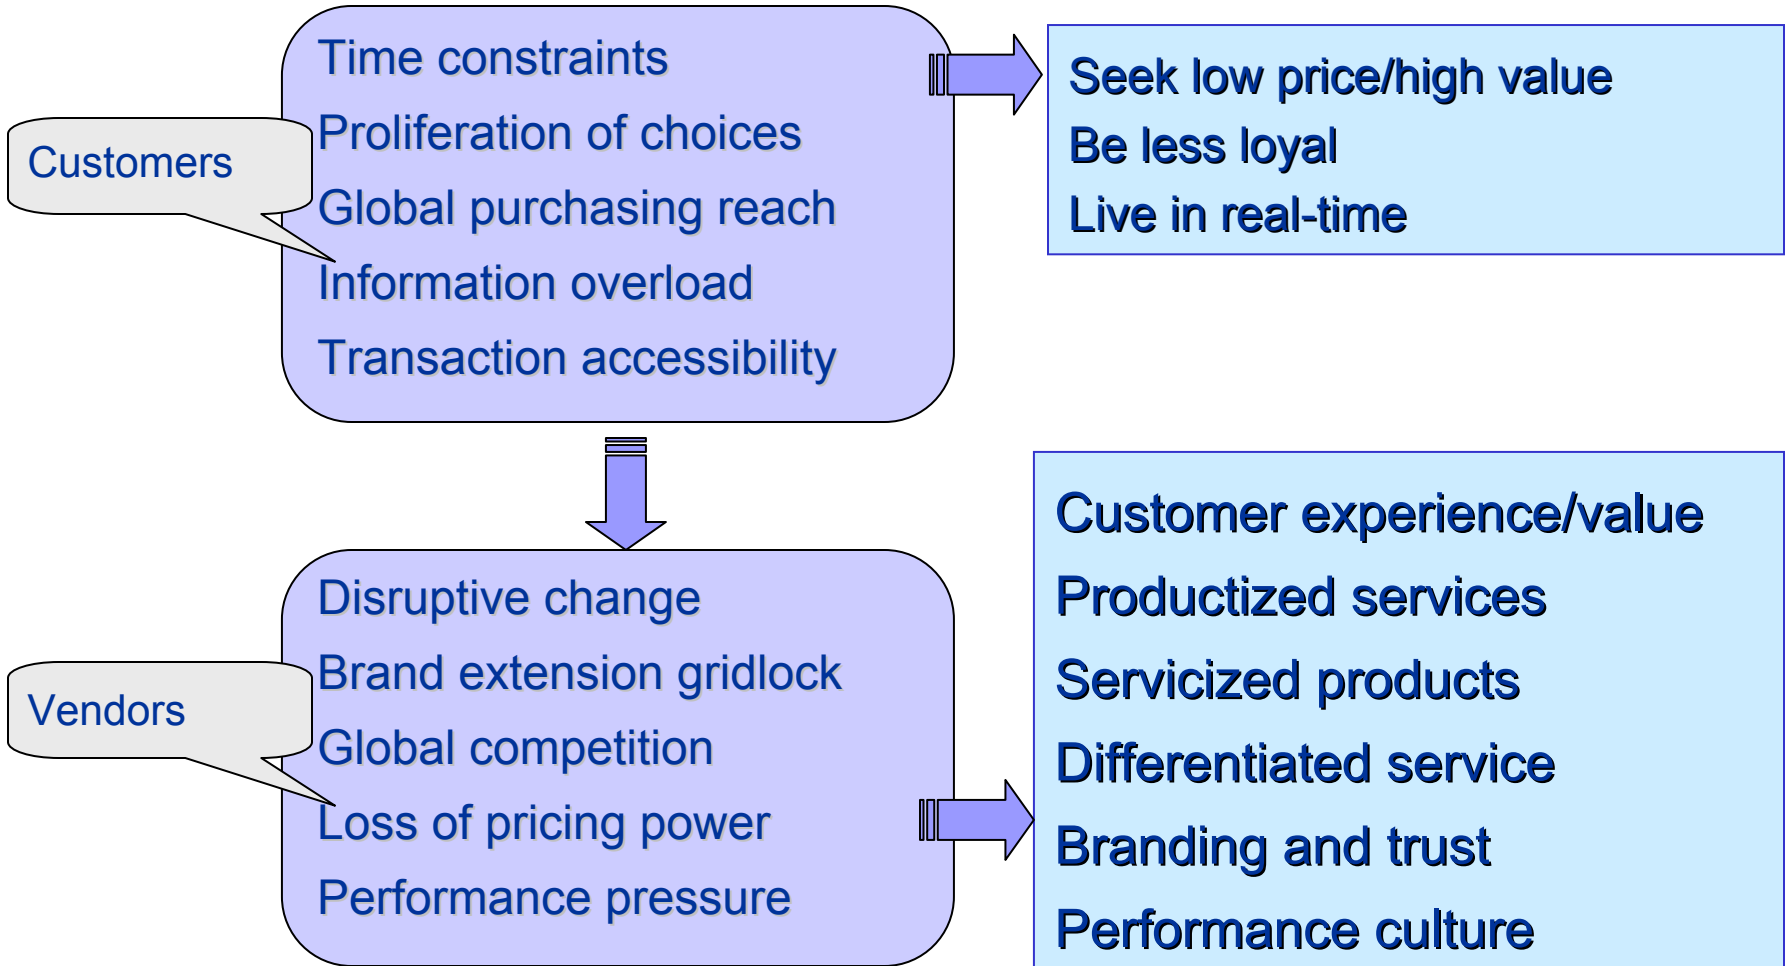 Customers
Time constraints
Proliferation of choices
Global purchasing reach
Information overload
Transaction accessibility
Seek low price/high value
Be less loyal
Live in real-time
Vendors
Disruptive change
Brand extension gridlock
Global competition
Loss of pricing power
Performance pressure
Customer experience/value
Productized services
Servicized products
Differentiated service
Branding and trust
Performance culture